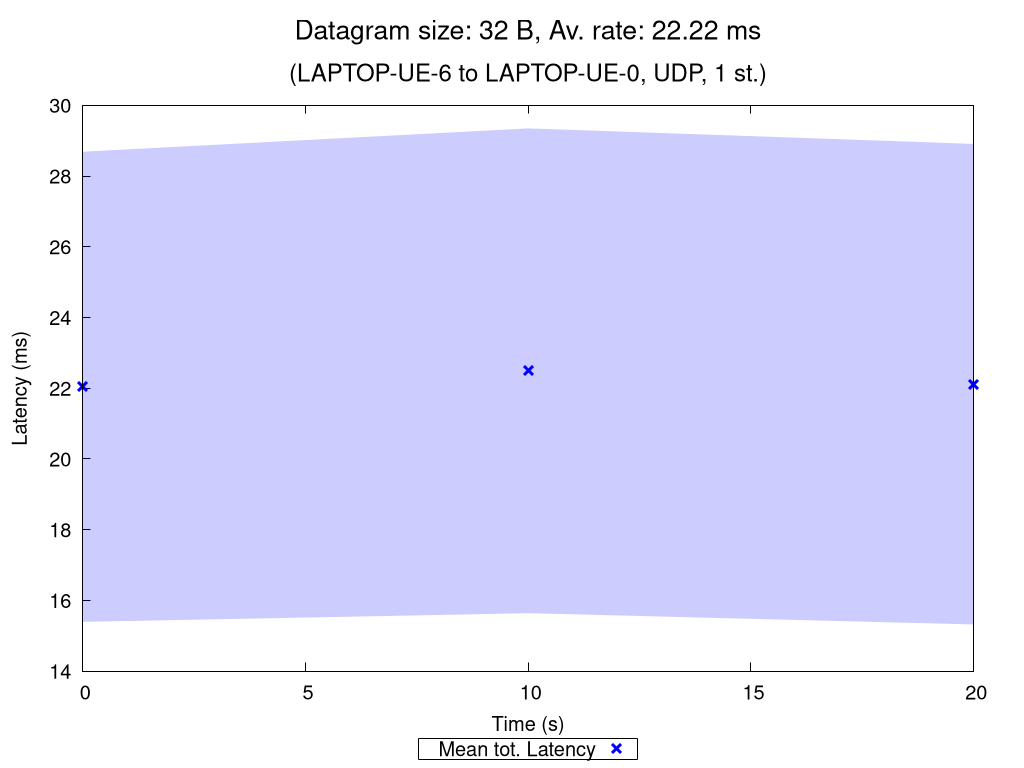 Datagram size: 32 B, Av. rate: 22.22 ms
(LAPTOP-UE-6 to LAPTOP-UE-0, UDP, 1 st.)
30
28
26
24
22
20
18
16
14
Latency (ms)
0 5 10 15 20
Time (s)
Mean tot. Latency